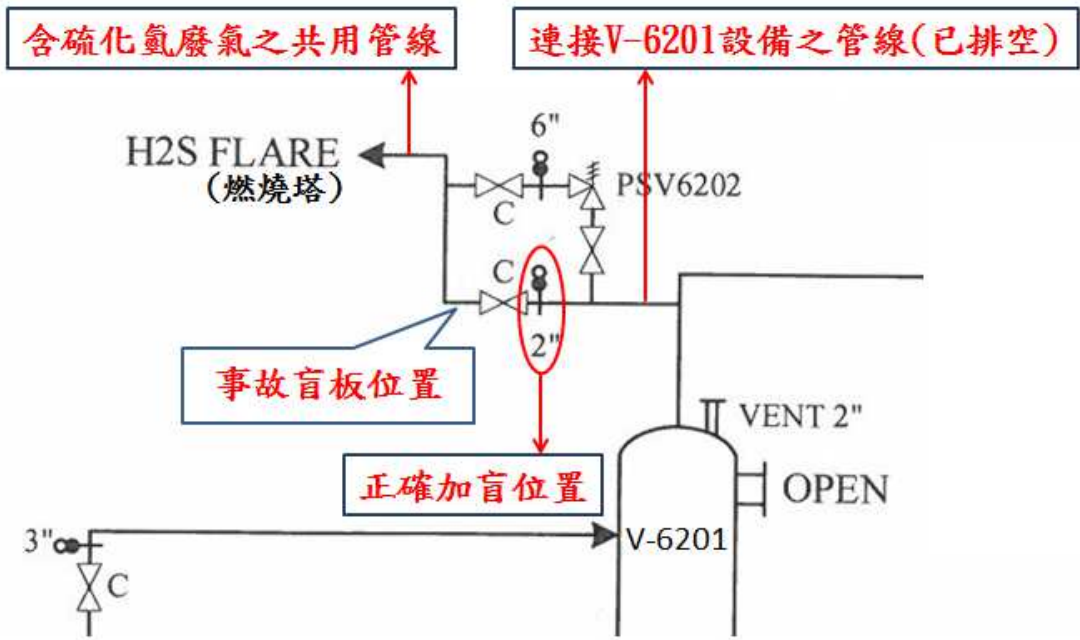 含硫化氫廢氣之共用管線
連接V-6201設備之管線(已排空)
6"
H2S FLARE
(燃燒塔)
PSV6202
C
C
2"
事故盲板位置
VENT 2"
正確加盲位置
OPEN
3"
V-6201
C